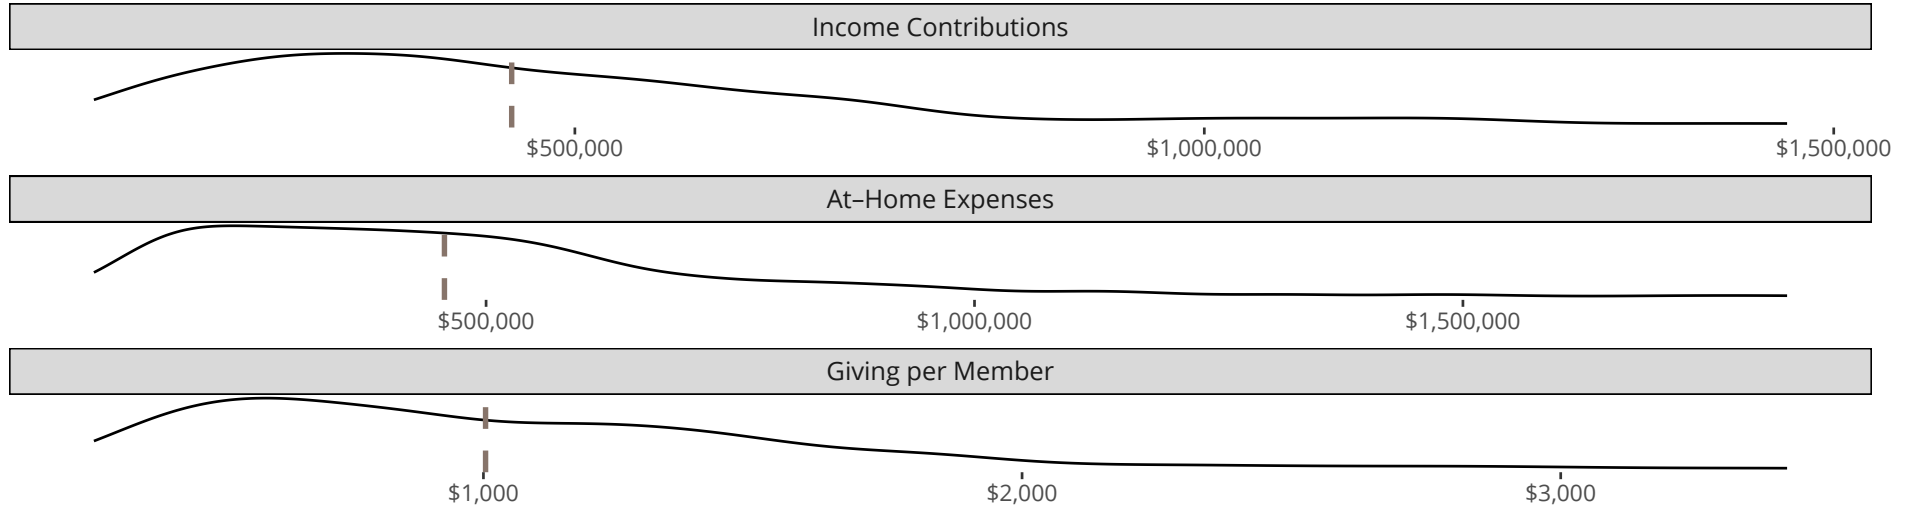 Income Contributions
$500,000 $1,000,000 $1,500,000
At–Home Expenses
$500,000 $1,000,000 $1,500,000
Giving per Member
$1,000 $2,000 $3,000